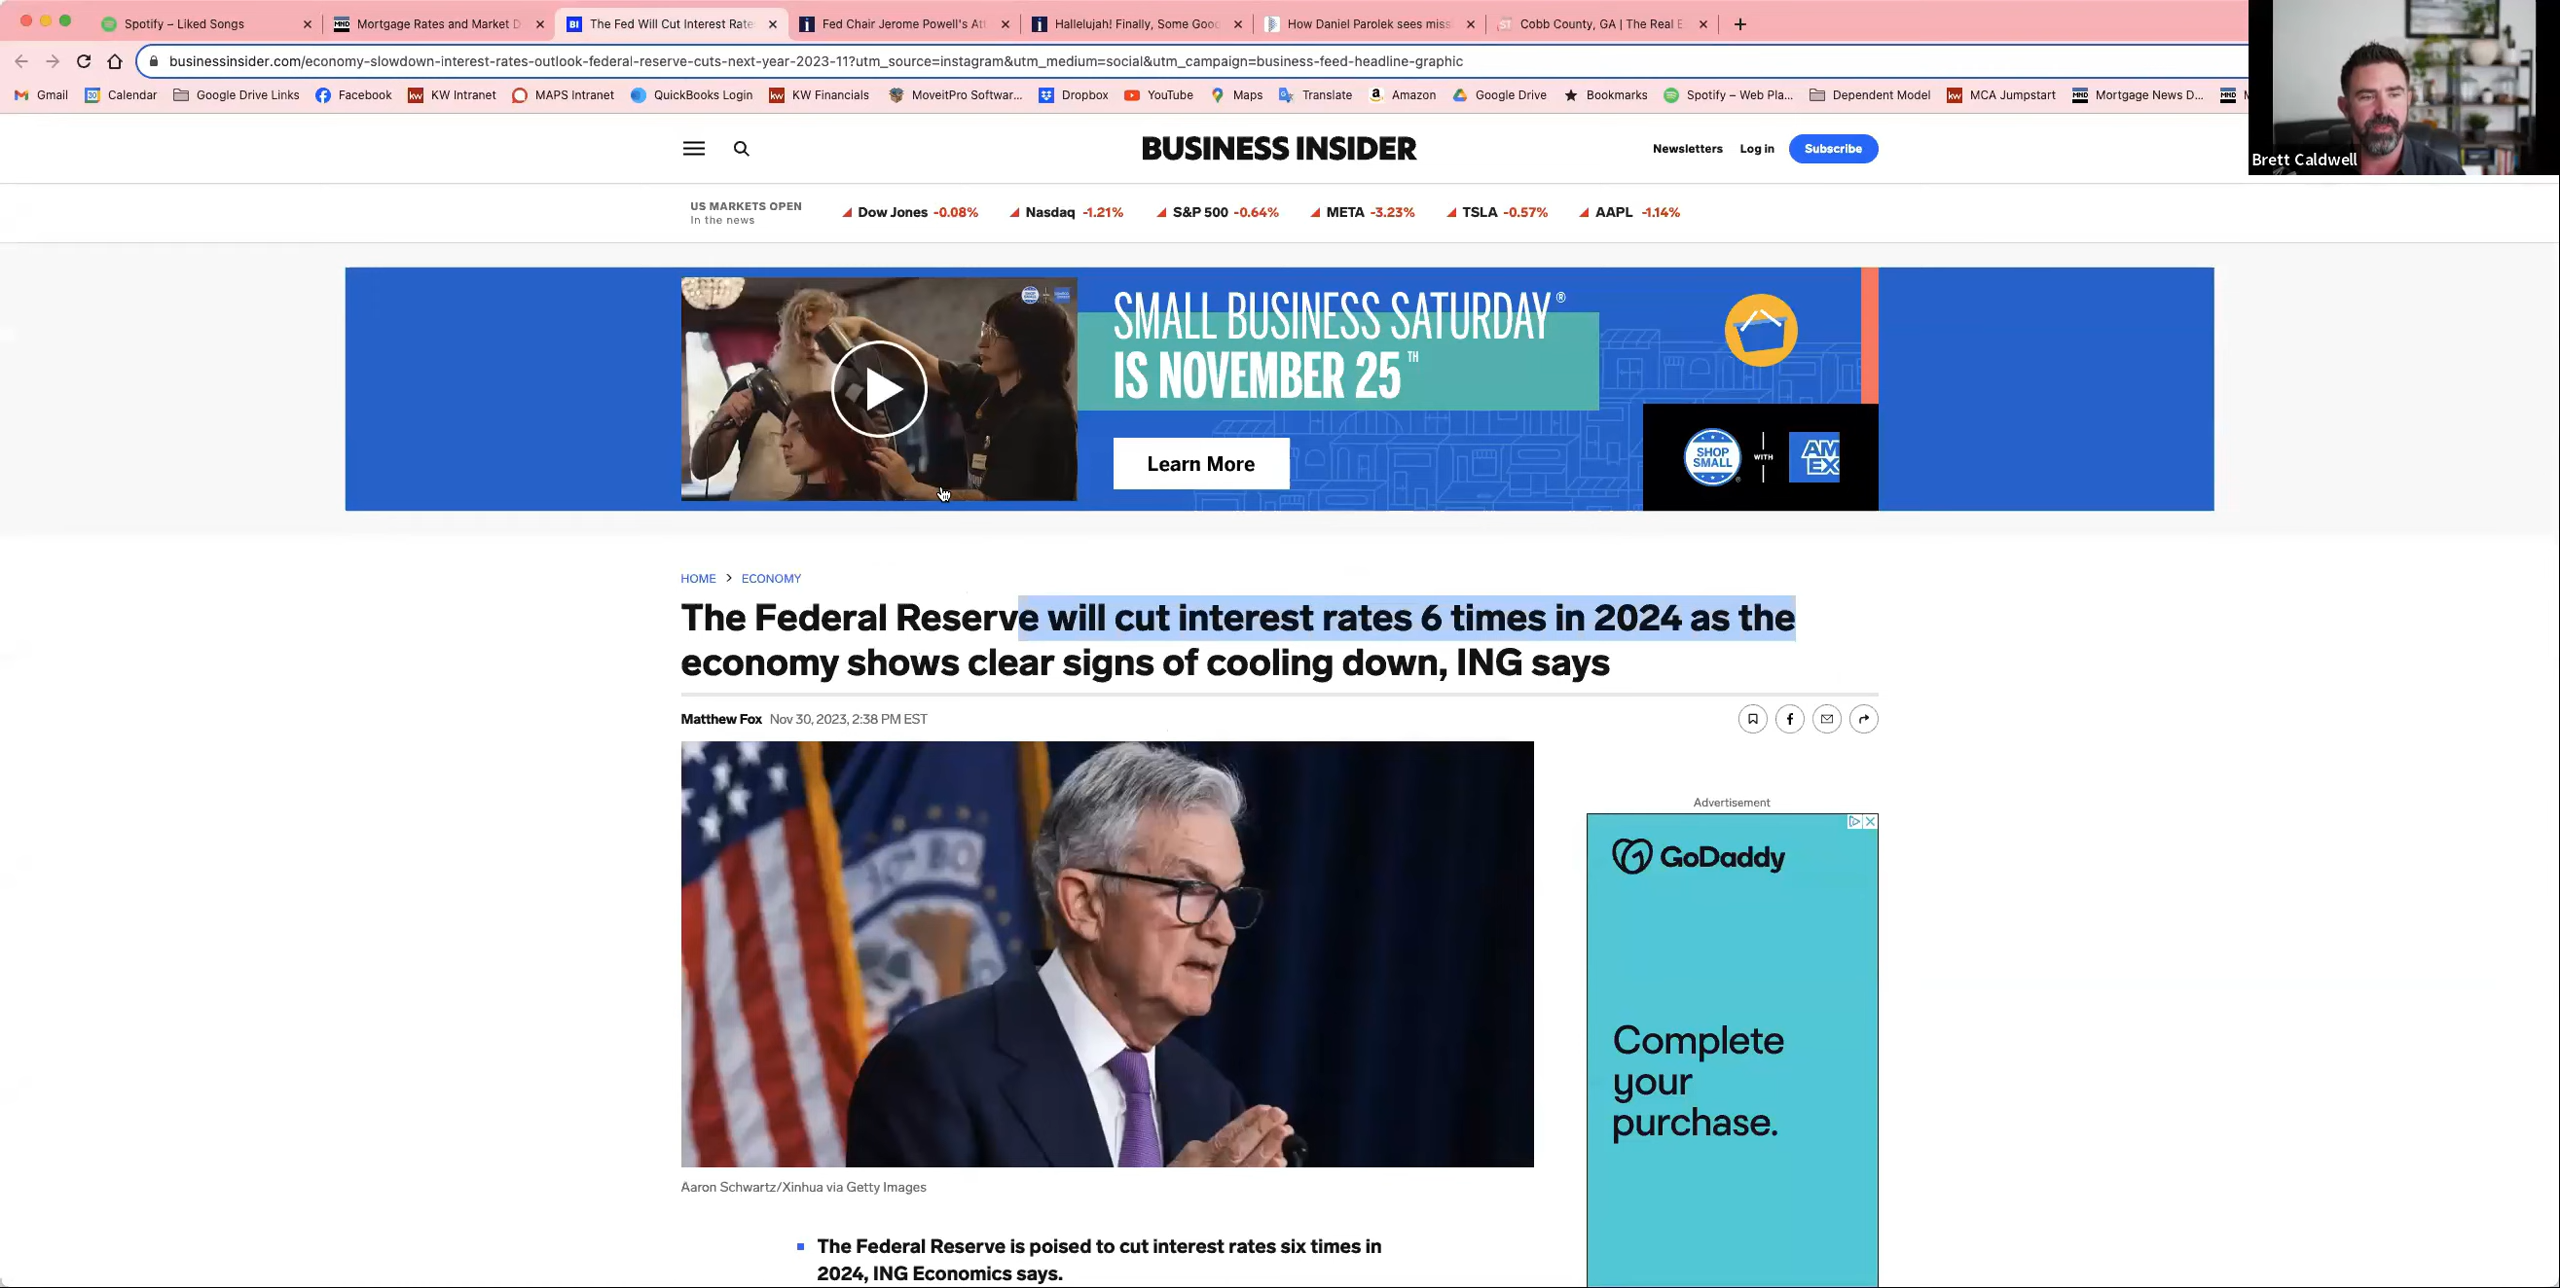 Spotify – Liked Songs
Mortgage Rates and Market D
The Fed Will Cut Interest Rate
Fed Chair Jerome Powell's Att
Hallelujah! Finally, Some Good
How Daniel Parolek sees miss
Cobb County, GA | The Real E
businessinsider.com/economy-slowdown-interest-rates-outlook-federal-reserve-cuts-next-year-2023-11?utm_source=instagram&utm_medium=social&utm_campaign=business-feed-headline-graphic
Gmail Calendar Google Drive Links Facebook KW Intranet MAPS Intranet QuickBooks Login KW Financials MoveitPro Softwar... Dropbox YouTube Maps Translate Amazon Google Drive Bookmarks Spotify – Web Pla... Dependent Model MCA Jumpstart Mortgage News D...
Brett Caldwell
BUSINESS INSIDER
Newsletters Log in Subscribe
US MARKETS OPEN
In the news
Dow Jones -0.08% Nasdaq -1.21% S&P 500 -0.64% META -3.23% TSLA -0.57% AAPL -1.14%
SMALL BUSINESS SATURDAY®
IS NOVEMBER 25TH
Learn More
SHOP SMALL
WITH
AM EX
HOME > ECONOMY
The Federal Reserve will cut interest rates 6 times in 2024 as the
economy shows clear signs of cooling down, ING says
Matthew Fox Nov 30, 2023, 2:38 PM EST
Advertisement
GoDaddy
Complete
your
purchase.
Aaron Schwartz/Xinhua via Getty Images
The Federal Reserve is poised to cut interest rates six times in
2024, ING Economics says.